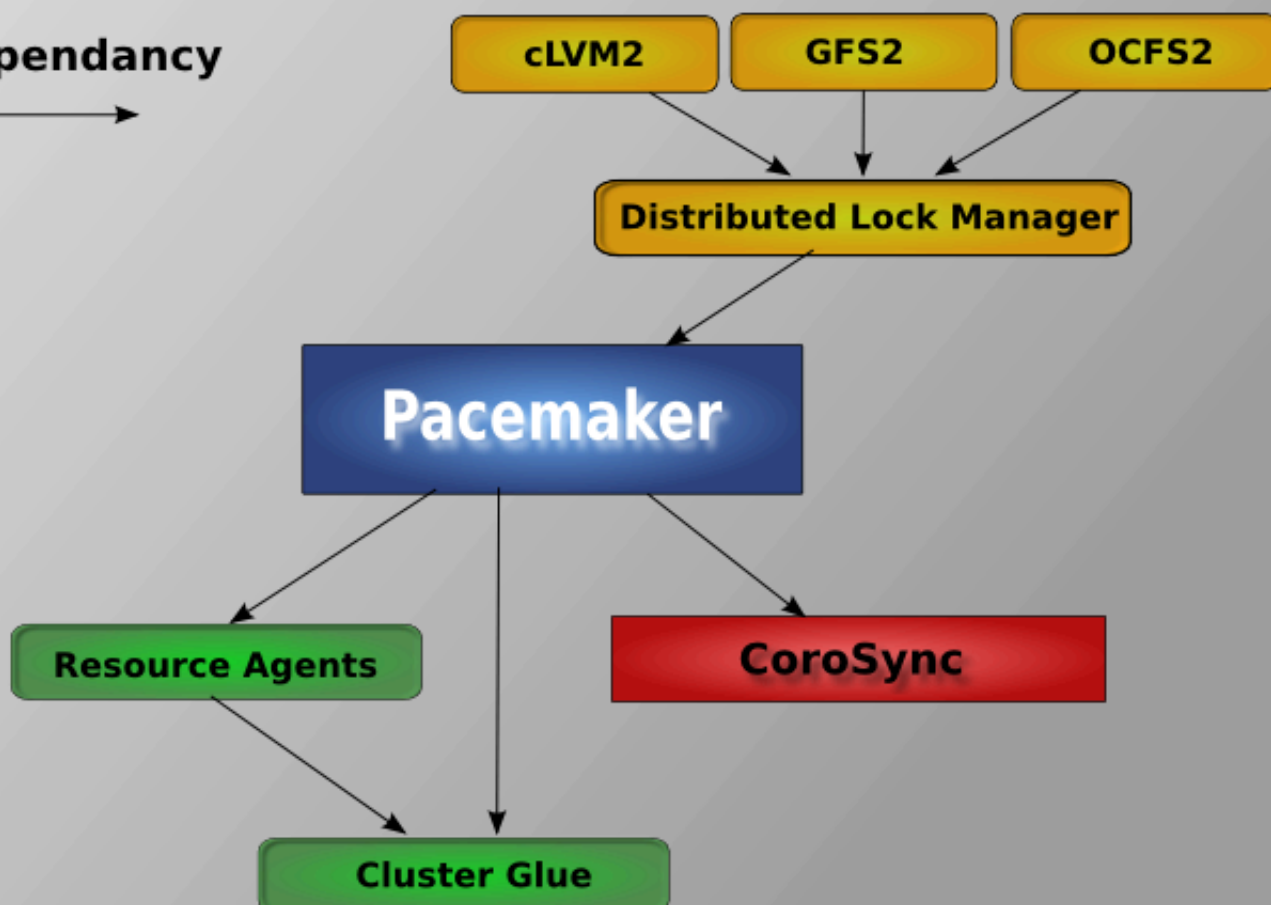 pendancy
cLVM2
GFS2
OCFS2
Distributed Lock Manager
Pacemaker
Resource Agents
CoroSync
Cluster Glue